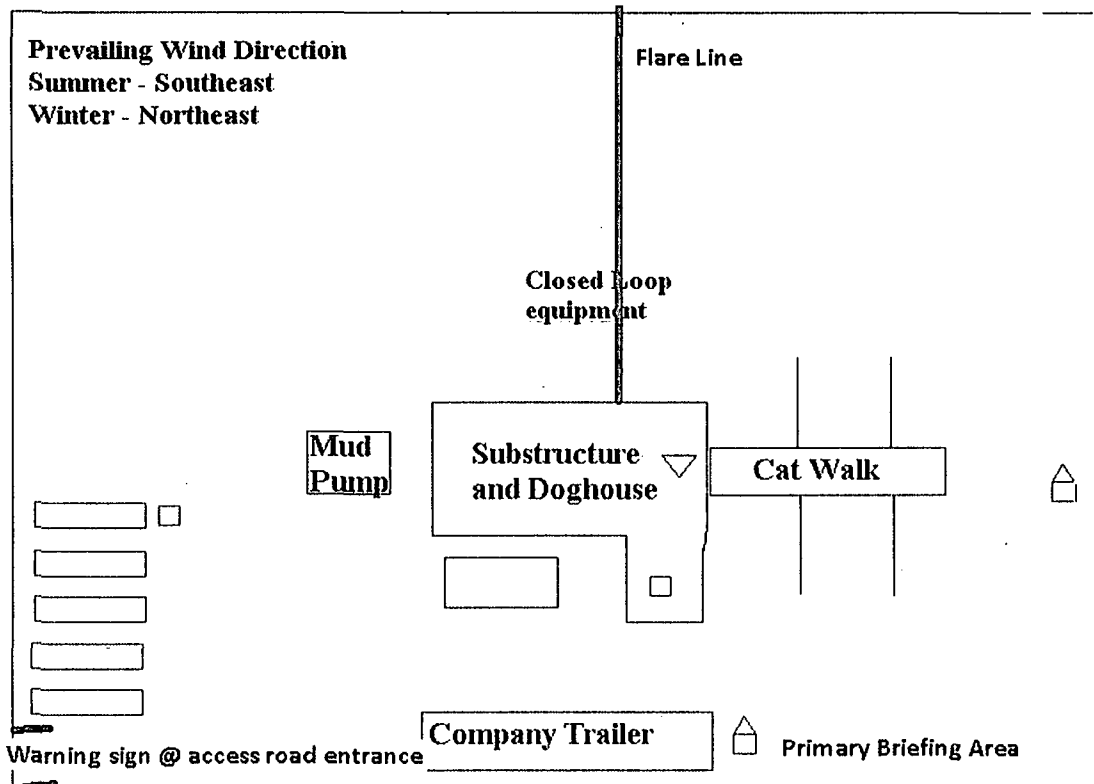 Prevailing Wind Direction
Summer - Southeast
Winter - Northeast
Flare Line
Closed Loop
equipment
Mud
Pump
Substructure
and Doghouse
Cat Walk
Company Trailer
Warning sign @ access road entrance
Primary Briefing Area